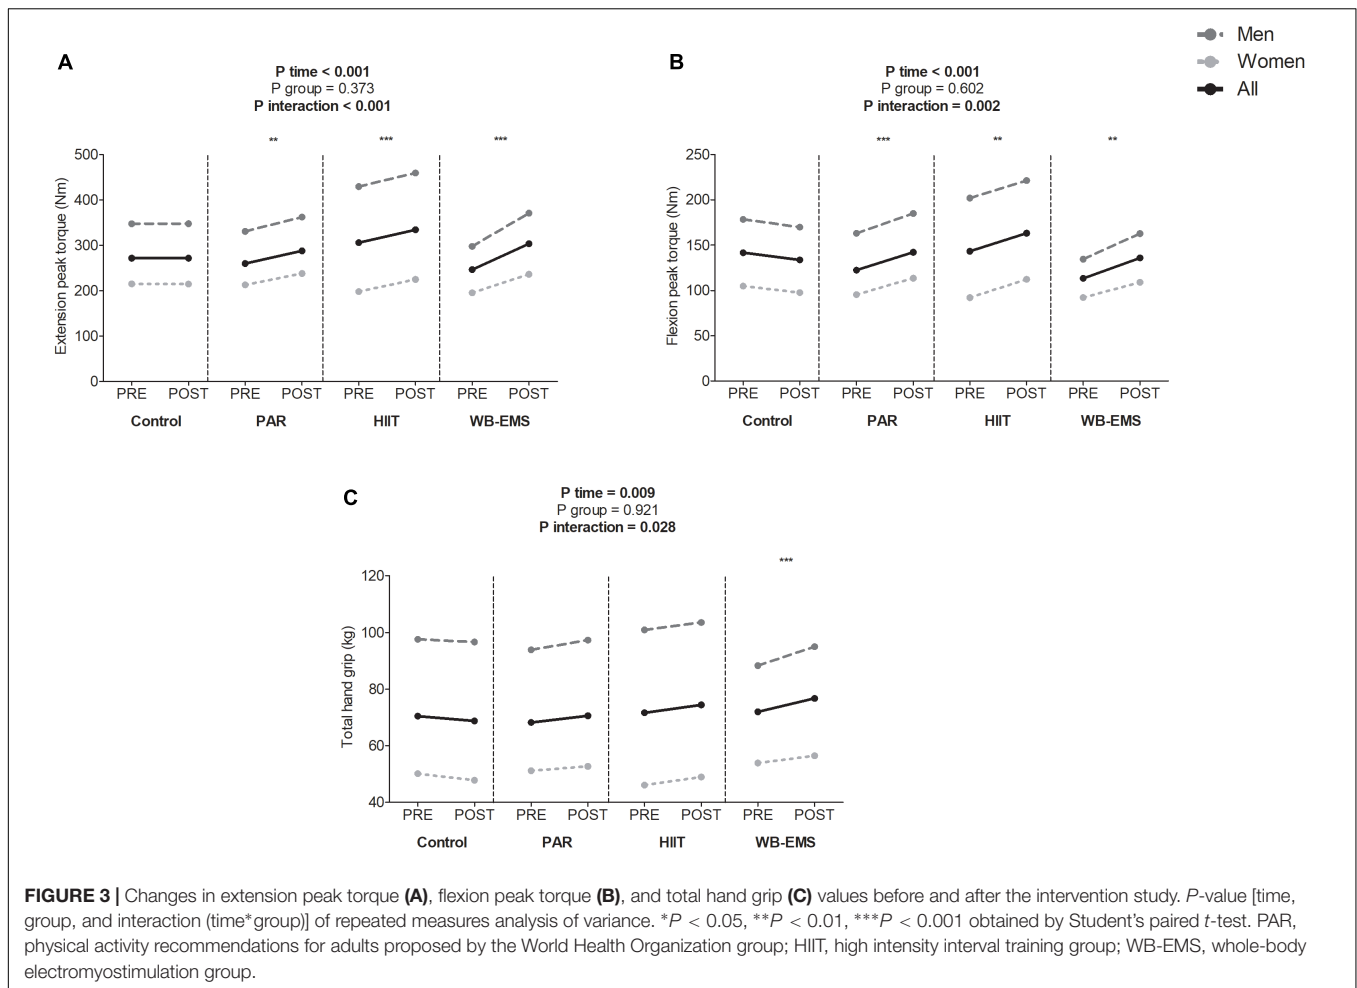 Men
Women
All
A
P time < 0.001
P group = 0.373
P interaction < 0.001
** *** ***
Extension peak torque (Nm)
500
400
300
200
100
0
PRE POST PRE POST PRE POST PRE POST
Control PAR HIIT WB-EMS
B
P time < 0.001
P group = 0.602
P interaction = 0.002
*** ** **
Flexion peak torque (Nm)
250
200
150
100
50
0
PRE POST PRE POST PRE POST PRE POST
Control PAR HIIT WB-EMS
C
P time = 0.009
P group = 0.921
P interaction = 0.028
***
Total hand grip (kg)
120
100
80
60
40
PRE POST PRE POST PRE POST PRE POST
Control PAR HIIT WB-EMS
FIGURE 3 | Changes in extension peak torque (A), flexion peak torque (B), and total hand grip (C) values before and after the intervention study. P-value [time,
group, and interaction (time*group)] of repeated measures analysis of variance. *P < 0.05, **P < 0.01, ***P < 0.001 obtained by Student's paired t-test. PAR,
physical activity recommendations for adults proposed by the World Health Organization group; HIIT, high intensity interval training group; WB-EMS, whole-body
electromyostimulation group.